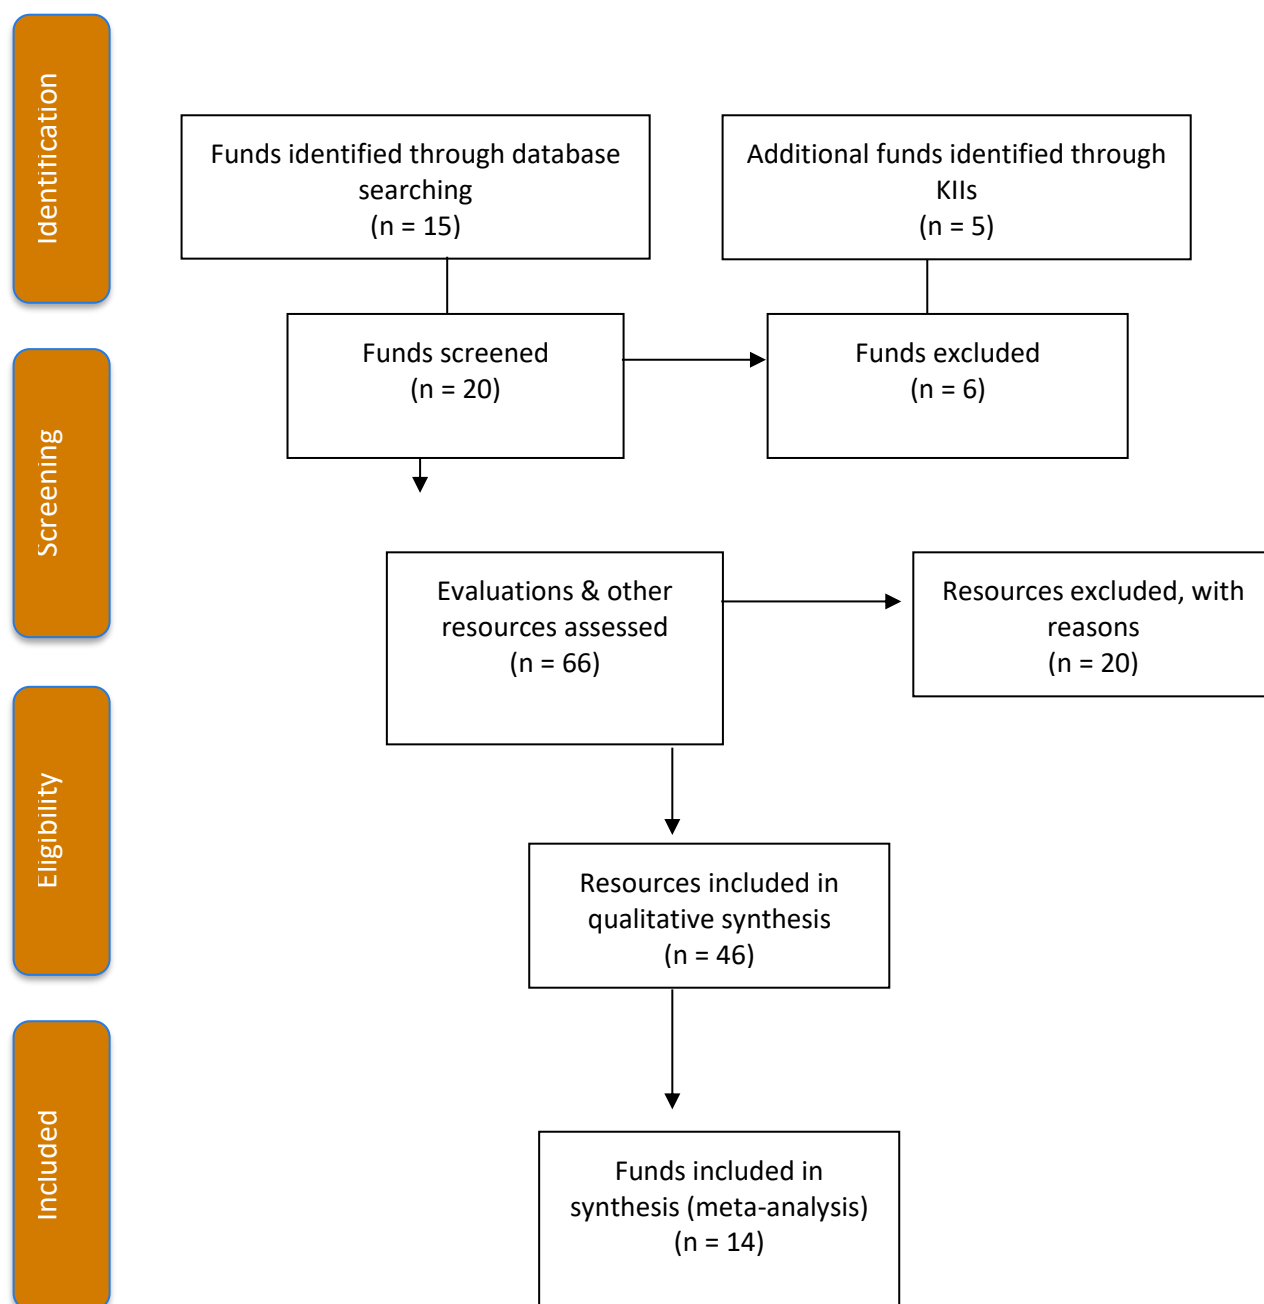 Identification
Funds identified through database
searching
(n = 15)
Additional funds identified through
KIIs
(n = 5)
Screening
Funds screened
(n = 20)
Funds excluded
(n = 6)
Evaluations & other
resources assessed
(n = 66)
Resources excluded, with
reasons
(n = 20)
Eligibility
Resources included in
qualitative synthesis
(n = 46)
Included
Funds included in
synthesis (meta-analysis)
(n = 14)